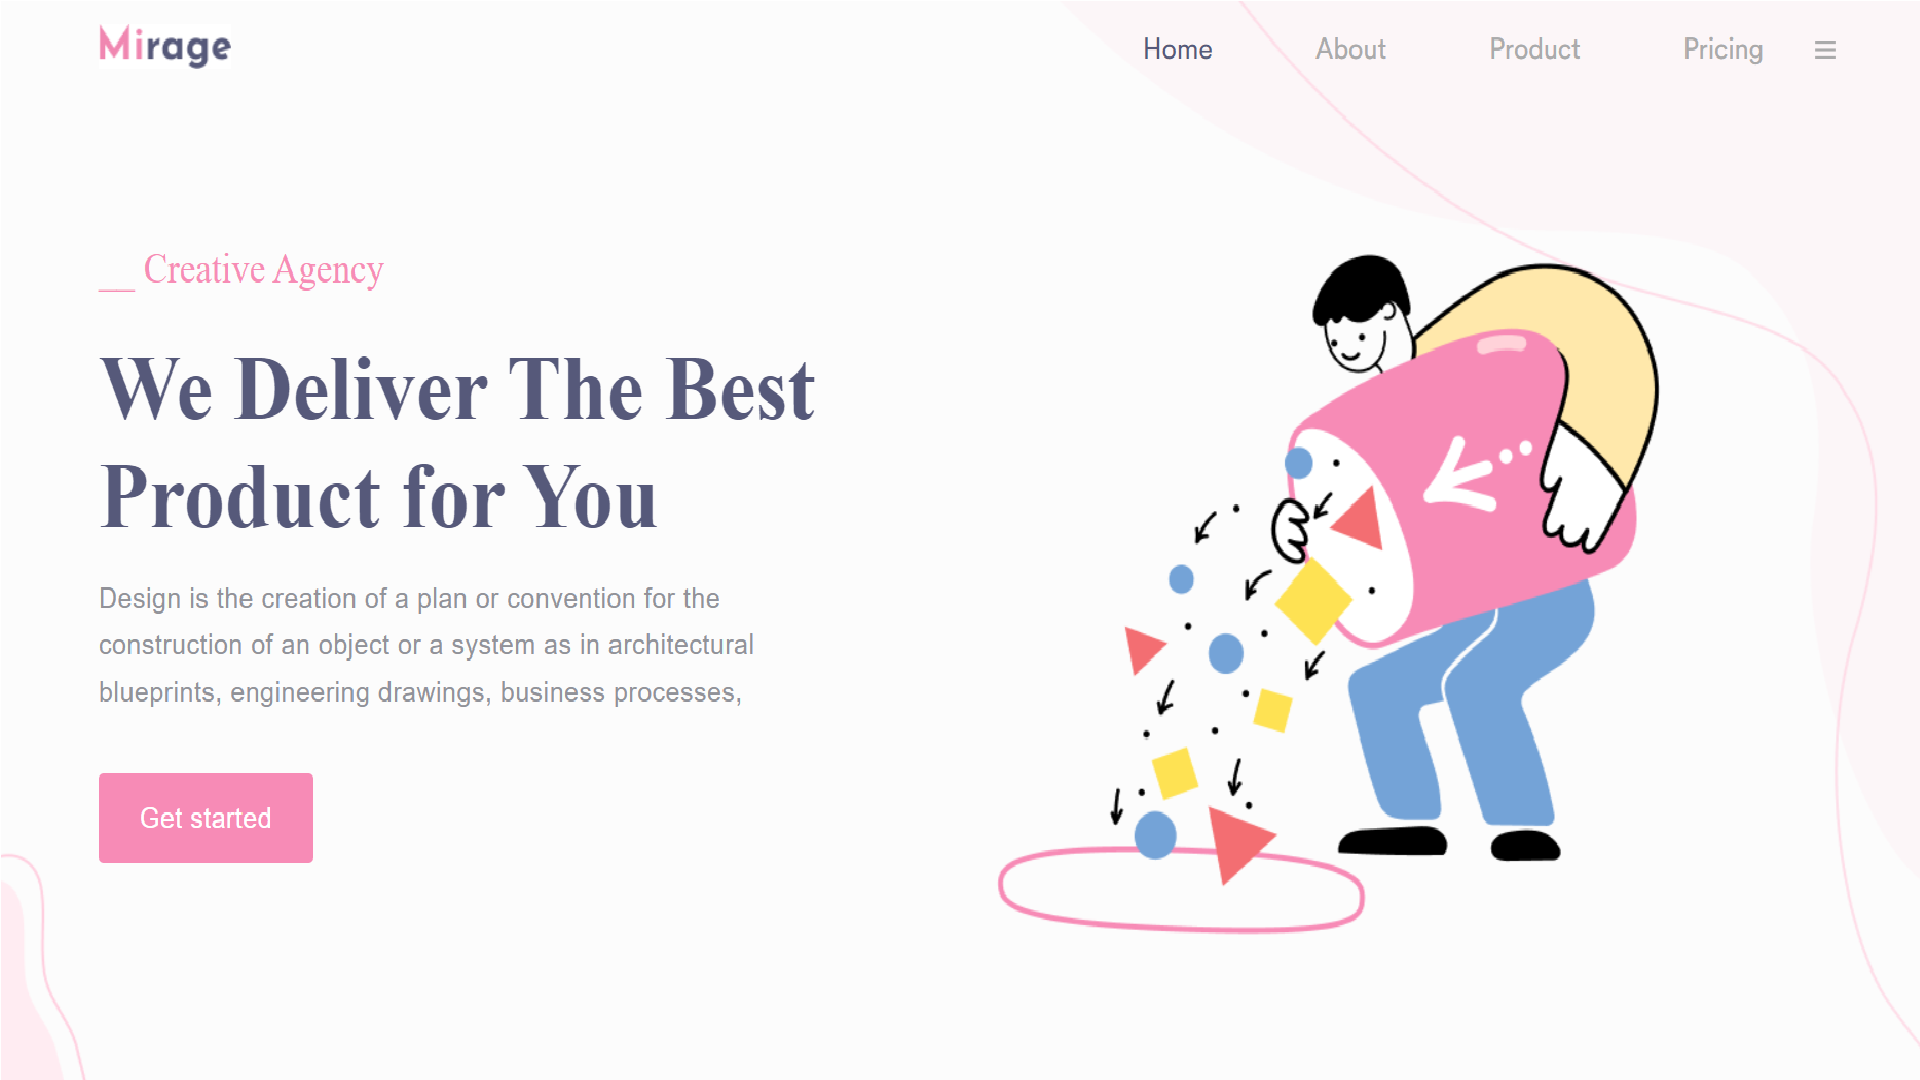 Mirage
Home About Product Pricing
__ Creative Agency
We Deliver The Best
Product for You
Design is the creation of a plan or convention for the
construction of an object or a system as in architectural
blueprints, engineering drawings, business processes,
Get started